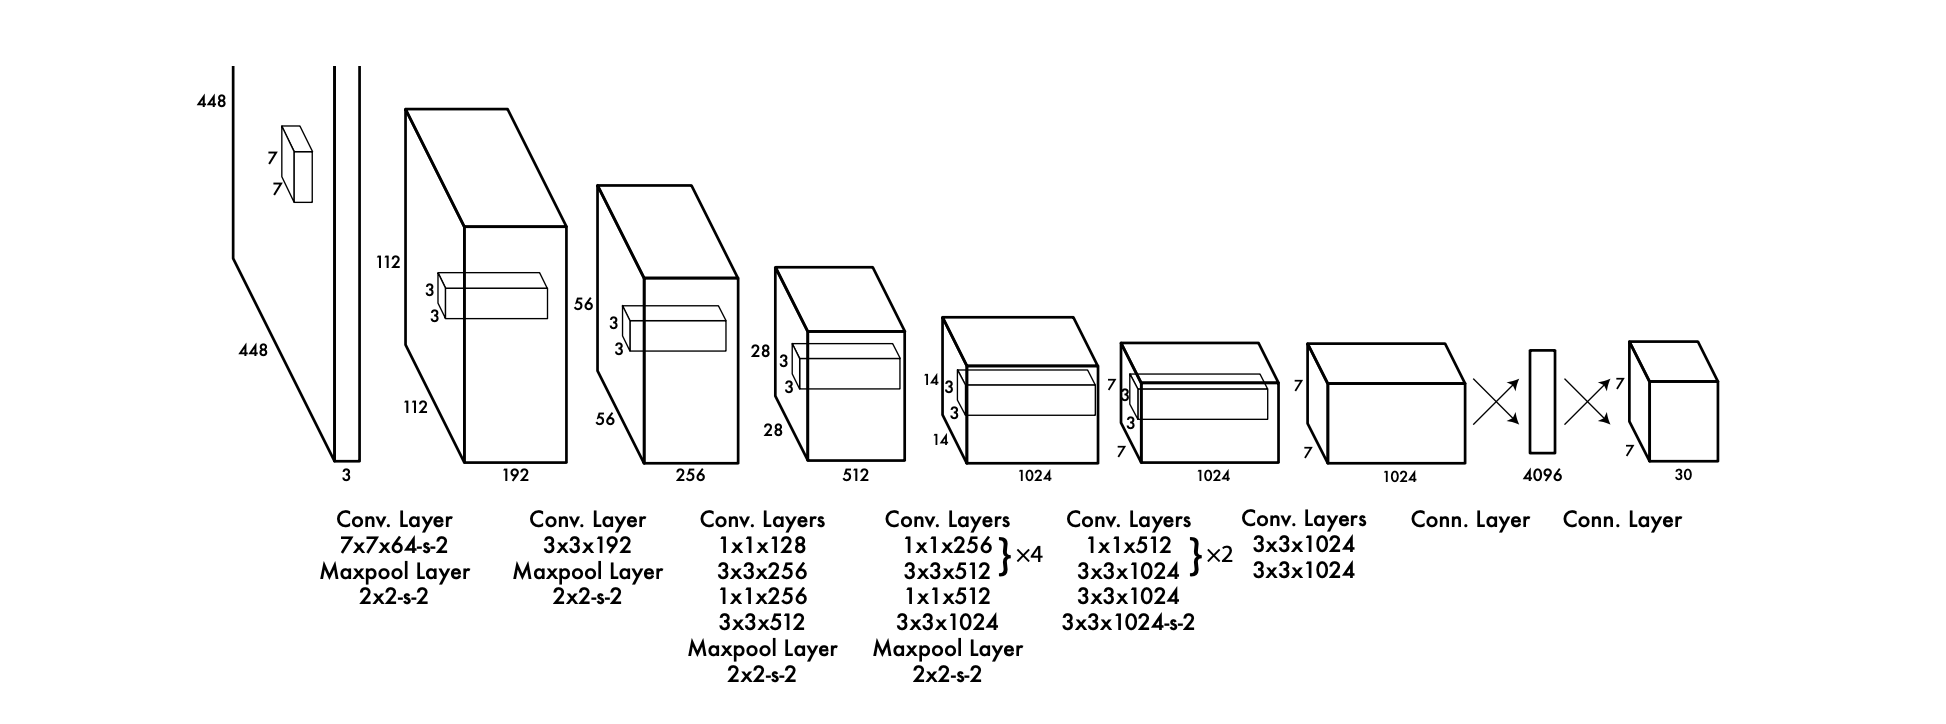 448
7
7
448
3
112
3
3
112
192
56
3
3
56
256
28
3
3
28
512
14
3
3
14
1024
7
3
3
7
1024
7
7
1024
4096
7
7
30
Conv. Layer
7x7x64-s-2
Maxpool Layer
2x2-s-2
Conv. Layer
3x3x192
Maxpool Layer
2x2-s-2
Conv. Layers
1x1x128
3x3x256
1x1x256
3x3x512
Maxpool Layer
2x2-s-2
Conv. Layers
1x1x256
3x3x512
} ×4
1x1x512
3x3x1024
Maxpool Layer
2x2-s-2
Conv. Layers
1x1x512
3x3x1024
} ×2
3x3x1024
3x3x1024-s-2
Conv. Layers
3x3x1024
3x3x1024
Conn. Layer
Conn. Layer